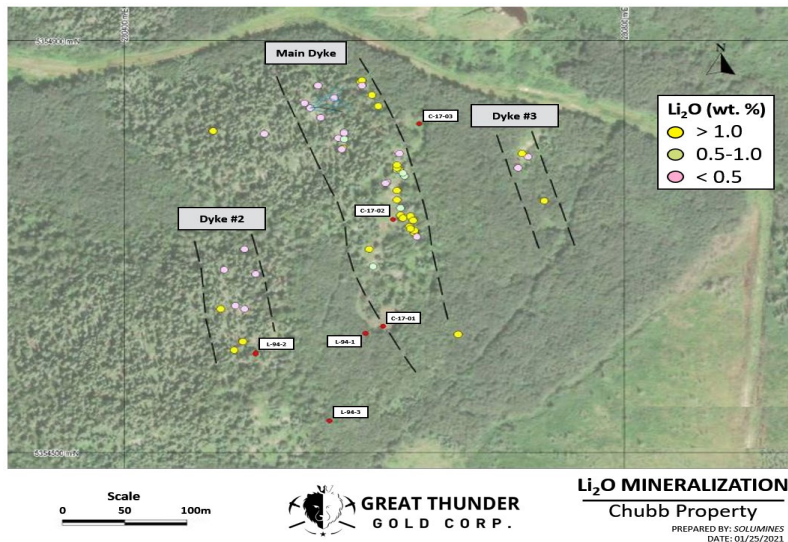 Main Dyke
N
C-17-03
Dyke #3
Li₂O (wt. %)
> 1.0
0.5-1.0
< 0.5
Dyke #2
C-17-02
C-17-01
L-94-1
L-94-2
L-94-3
5354500 m/N
Scale
0 50 100m
GREAT THUNDER
GOLD CORP.
Li₂O MINERALIZATION
Chubb Property
PREPARED BY: SOLUMINES
DATE: 01/25/2021